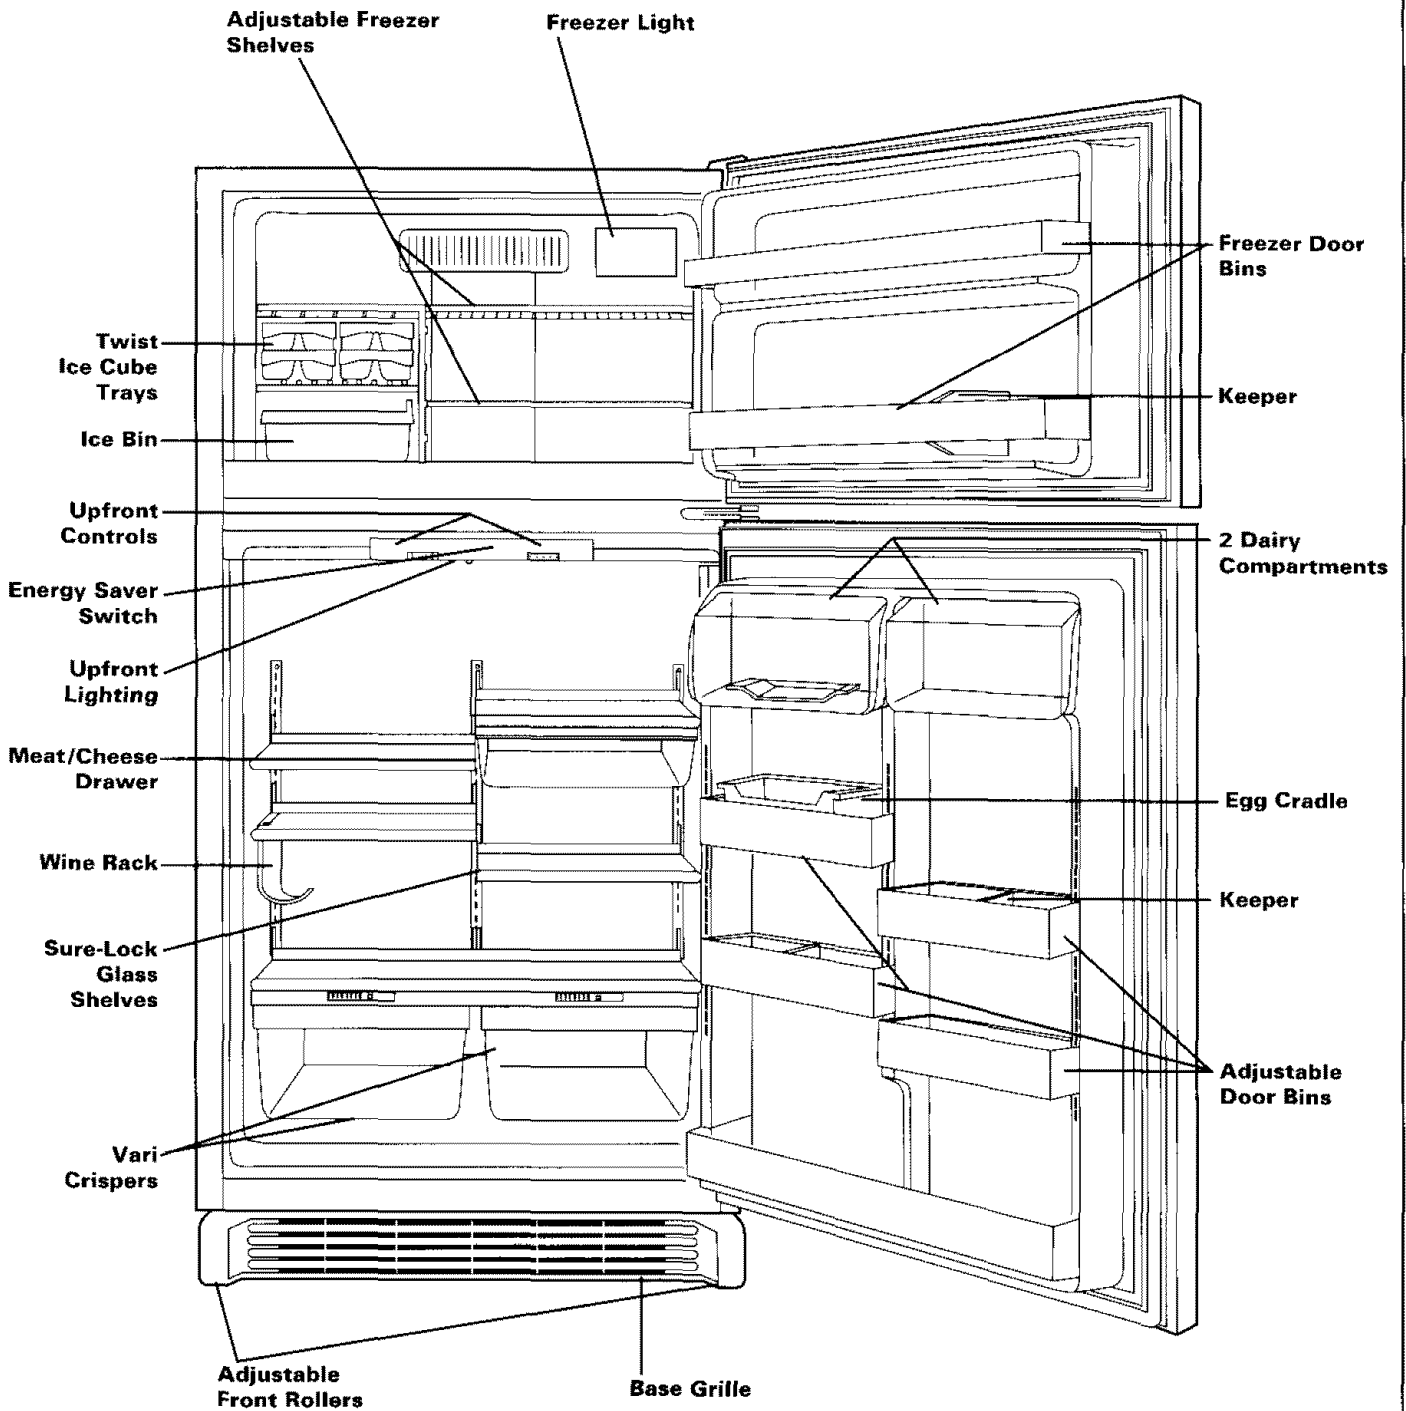 Adjustable Freezer
Shelves
Freezer Light
Freezer Door
Bins
Twist
Ice Cube
Trays
Keeper
Ice Bin
Upfront
Controls
2 Dairy
Compartments
Energy Saver
Switch
Upfront
Lighting
Meat/Cheese
Drawer
Egg Cradle
Wine Rack
Keeper
Sure-Lock
Glass
Shelves
Adjustable
Door Bins
Vari
Crispers
Adjustable
Front Rollers
Base Grille